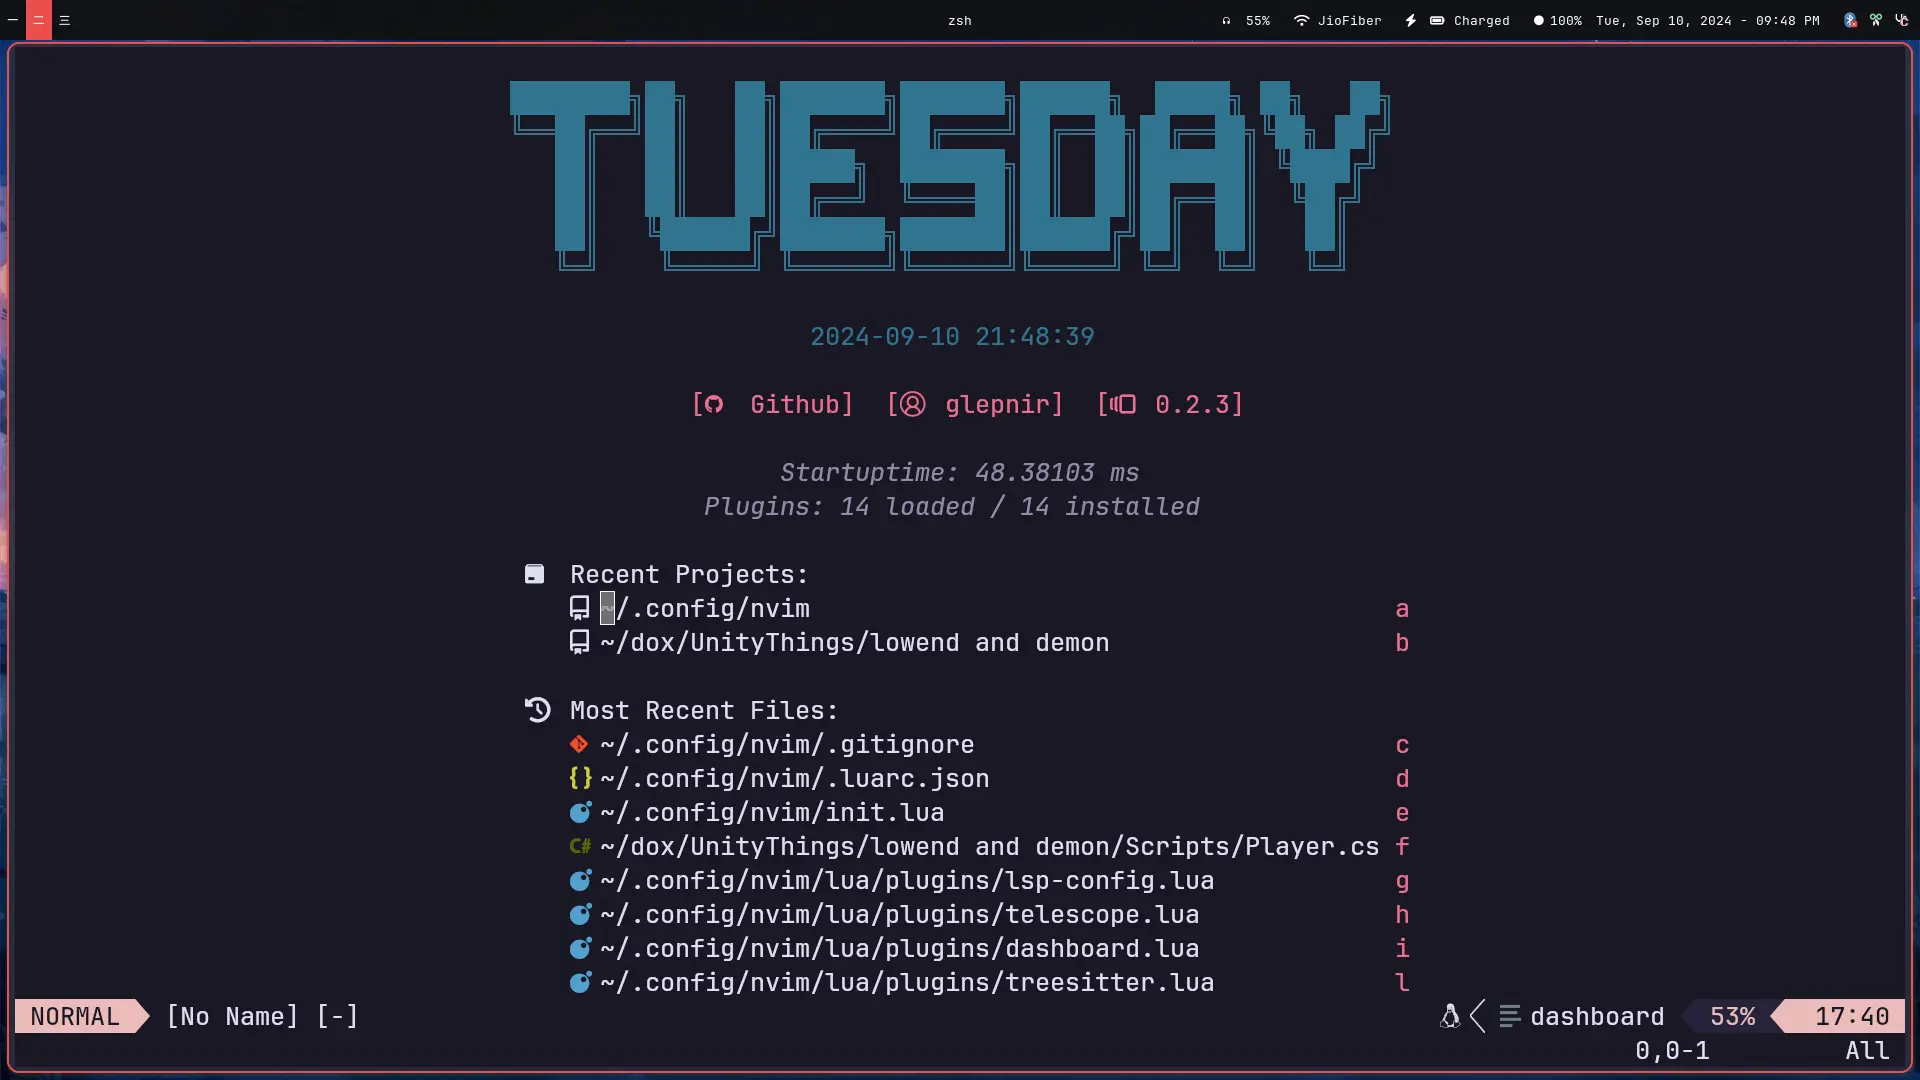 一 二 三 zsh 55% JioFiber Charged 100% Tue, Sep 10, 2024 - 09:48 PM
TUESDAY
2024-09-10 21:48:39
[ Github] [ glepnir] [ 0.2.3]
Startuptime: 48.38103 ms
Plugins: 14 loaded / 14 installed
Recent Projects:
~/.config/nvim a
~/dox/UnityThings/lowend and demon b
Most Recent Files:
~/.config/nvim/.gitignore c
{} ~/.config/nvim/.luarc.json d
~/.config/nvim/init.lua e
C# ~/dox/UnityThings/lowend and demon/Scripts/Player.cs f
~/.config/nvim/lua/plugins/lsp-config.lua g
~/.config/nvim/lua/plugins/telescope.lua h
~/.config/nvim/lua/plugins/dashboard.lua i
~/.config/nvim/lua/plugins/treesitter.lua l
NORMAL [No Name] [-] dashboard 53% 17:40
0,0-1 All